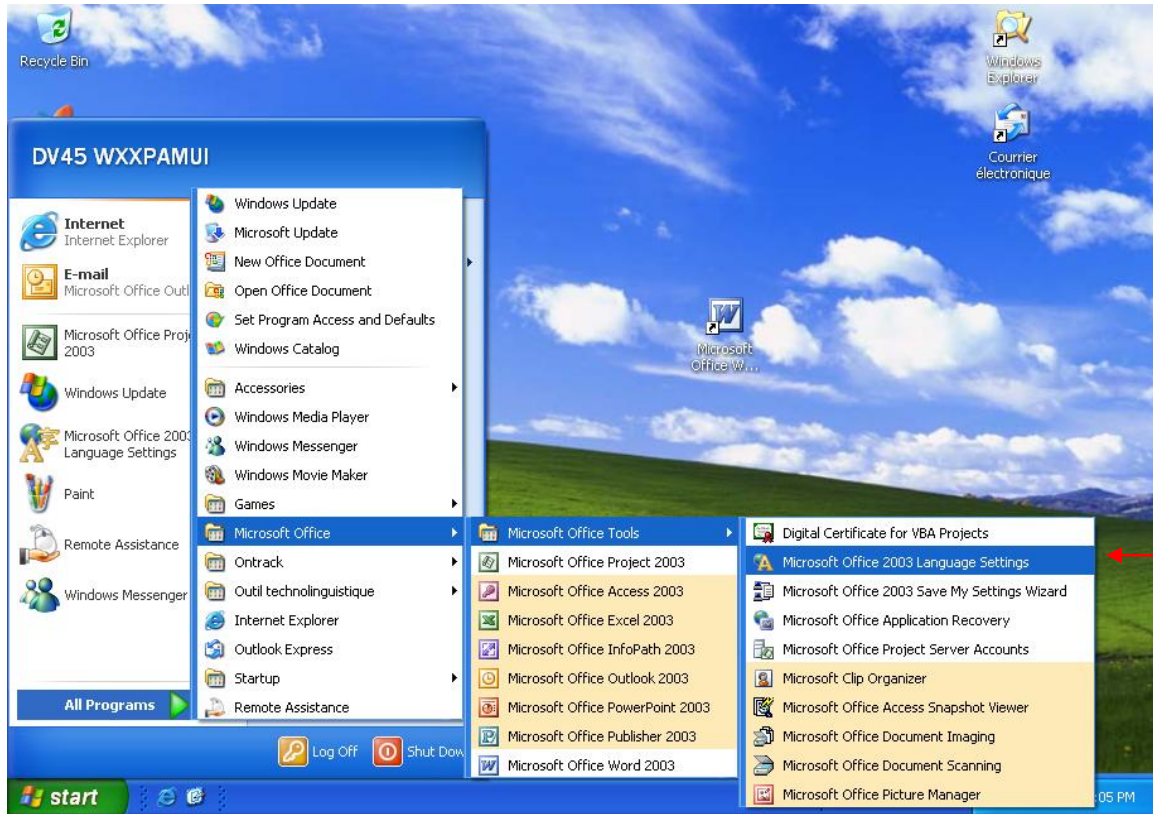 Recycle Bin
Windows
Explorer
Courrier
électronique
Microsoft
Office W...
DV45 WXXPAMUI
Internet
Internet Explorer
E-mail
Microsoft Office Outl
Microsoft Office Proj
2003
Windows Update
Microsoft Office 2003
Language Settings
Paint
Remote Assistance
Windows Messenger
All Programs
Windows Update
Microsoft Update
New Office Document
Open Office Document
Set Program Access and Defaults
Windows Catalog
Accessories
Windows Media Player
Windows Messenger
Windows Movie Maker
Games
Microsoft Office
Ontrack
Outil technolinguistique
Internet Explorer
Outlook Express
Startup
Remote Assistance
Microsoft Office Tools
Microsoft Office Project 2003
Microsoft Office Access 2003
Microsoft Office Excel 2003
Microsoft Office InfoPath 2003
Microsoft Office Outlook 2003
Microsoft Office PowerPoint 2003
Microsoft Office Publisher 2003
Microsoft Office Word 2003
Digital Certificate for VBA Projects
Microsoft Office 2003 Language Settings
Microsoft Office 2003 Save My Settings Wizard
Microsoft Office Application Recovery
Microsoft Office Project Server Accounts
Microsoft Clip Organizer
Microsoft Office Access Snapshot Viewer
Microsoft Office Document Imaging
Microsoft Office Document Scanning
Microsoft Office Picture Manager
Log Off
Shut Dow
start
:05 PM